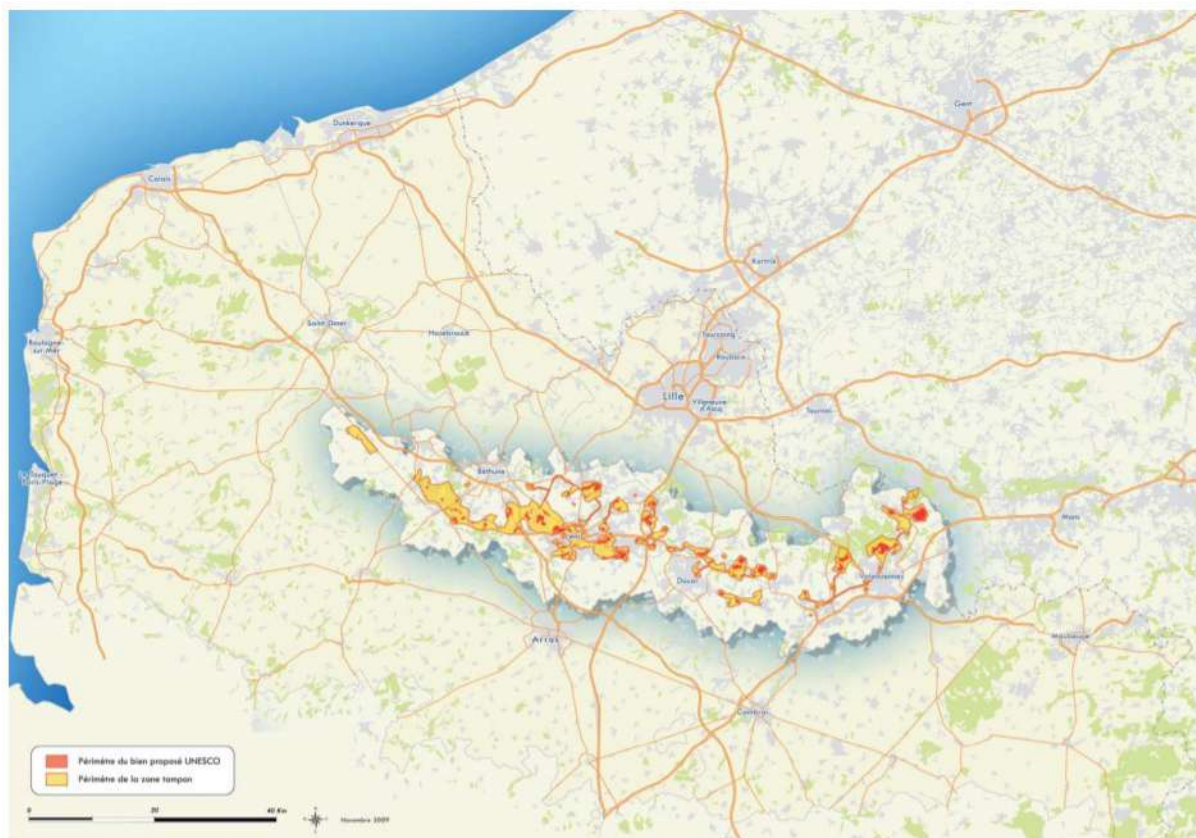 Gent
Dunkerque
Calais
Kortrijk
Saint Omer
Hazebrouck
Tourcoing
Roubaix
Boulogne-
sur-Mer
Lille
Villeneuve
d'Ascq
Tournai
Béthune
Mons
Lens
Douai
Valenciennes
Arras
Maubeuge
Cambrai
Périmètre du bien proposé UNESCO
Périmètre de la zone tampon
0
20
40 Km
Novembre 2009